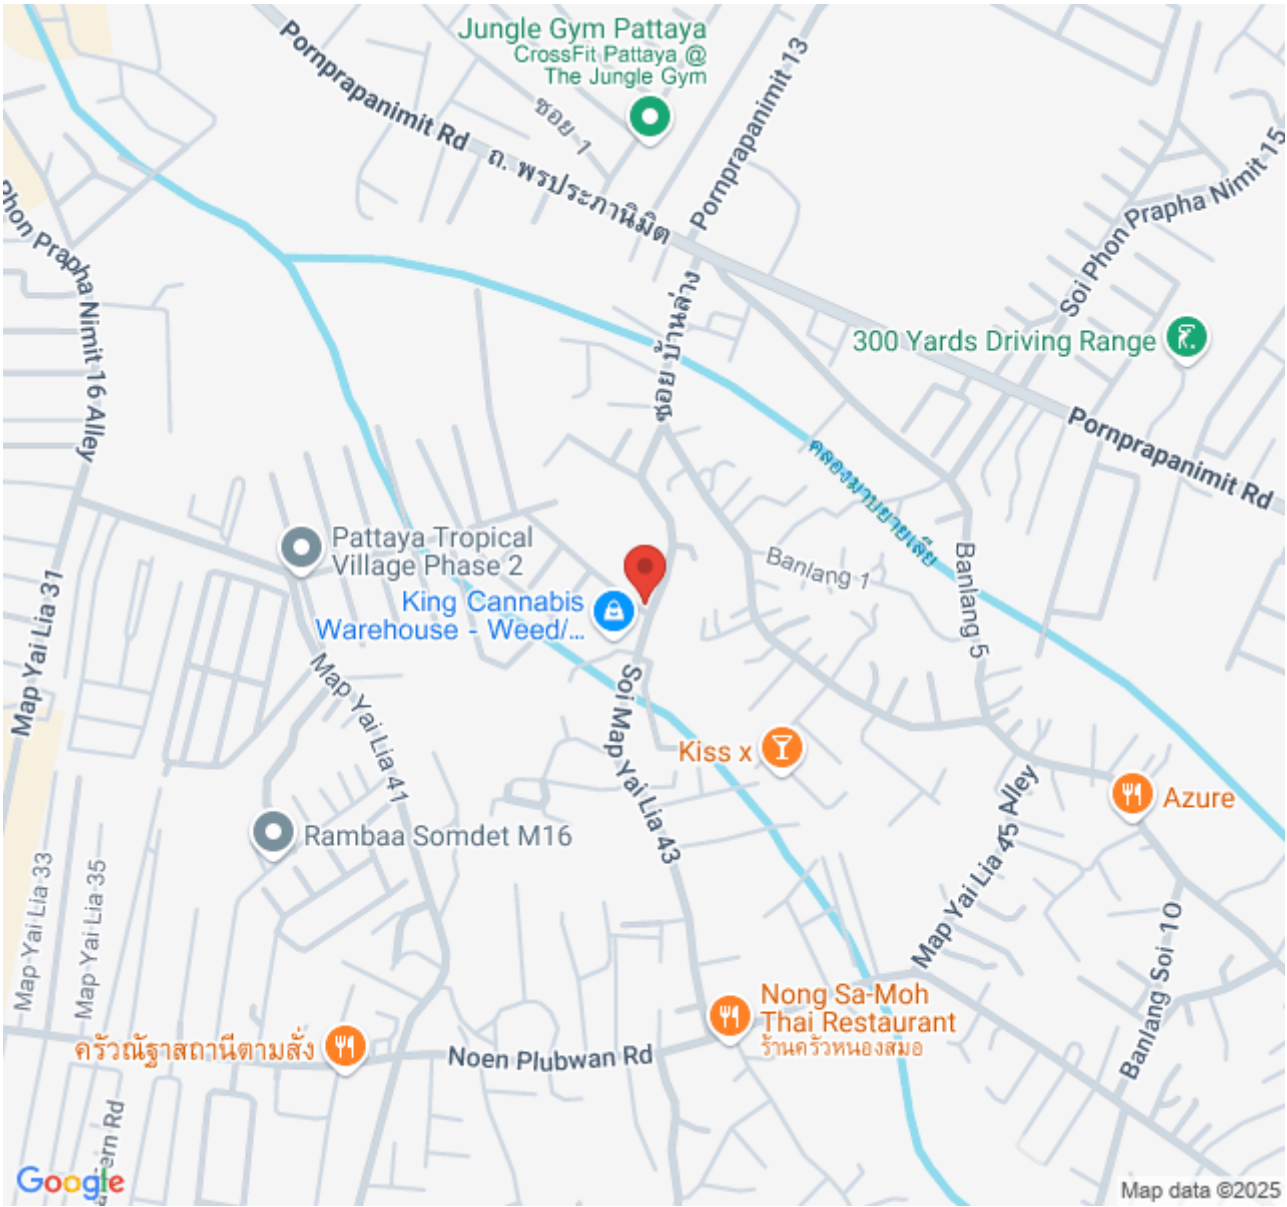 Jungle Gym Pattaya
CrossFit Pattaya @
The Jungle Gym
Pornprapanimit Rd
ถ. พรประภานิมิต
ซอย 1
Pornprapanimit 13
Soi Phon Prapha Nimit 15
Phon Prapha Nimit 16 Alley
ซอย บ้านล่าง
300 Yards Driving Range
Pornprapanimit Rd
คลองมาบยายเลีย
Pattaya Tropical
Village Phase 2
Banlang 1
Banlang 5
King Cannabis
Warehouse - Weed/...
Map Yai Lia 31
Map Yai Lia 41
Soi Map Yai Lia 43
Kiss x
Azure
Rambaa Somdet M16
Map Yai Lia 33
Map Yai Lia 35
Map Yai Lia 45 Alley
Banlang Soi 10
Nong Sa-Moh
Thai Restaurant
ร้านครัวหนองสมอ
ครัวณัฐาสถานีตามสั่ง
Noen Plubwan Rd
Rd
Google
Map data ©2025